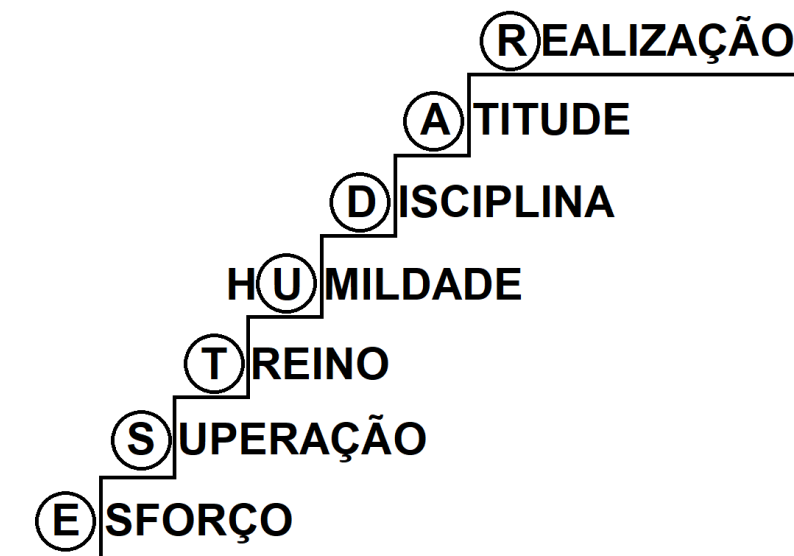 REALIZAÇÃO
ATITUDE
DISCIPLINA
HUMILDADE
TREINO
SUPERAÇÃO
ESFORÇO